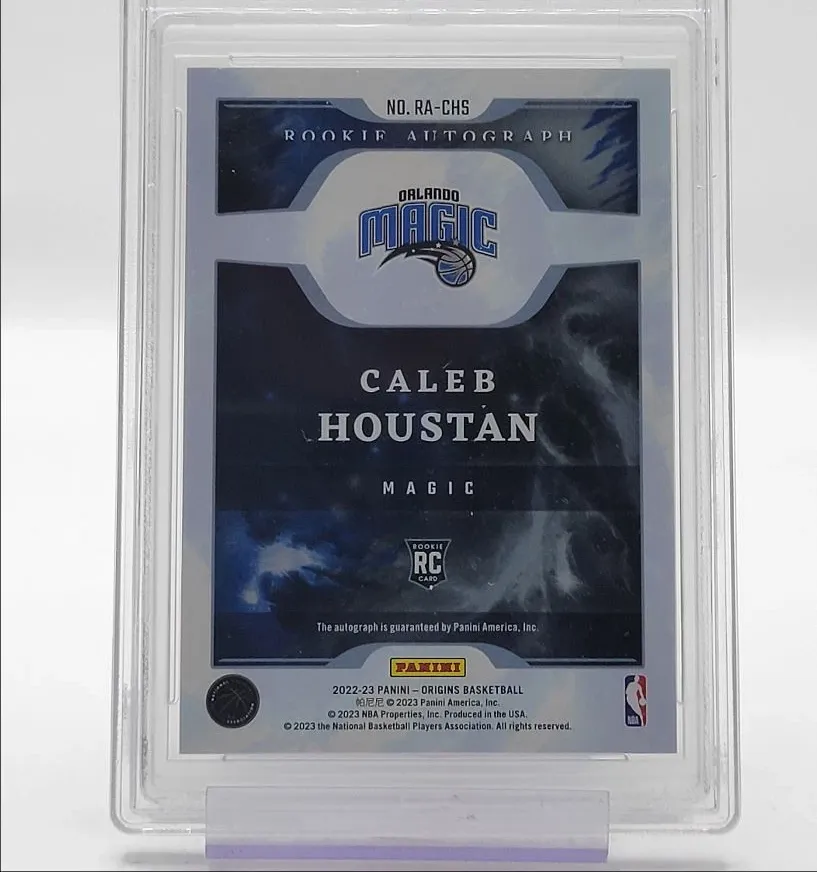 NO. RA-CHS
ROOKIE AUTOGRAPH
ORLANDO
MAGIC
CALEB
HOUSTAN
MAGIC
ROOKIE
RC
CARD
The autograph is guaranteed by Panini America, Inc.
PANINI
2022-23 PANINI – ORIGINS BASKETBALL
帕尼尼 © 2023 Panini America, Inc.
© 2023 NBA Properties, Inc. Produced in the USA.
© 2023 the National Basketball Players Association. All rights reserved.
NBA